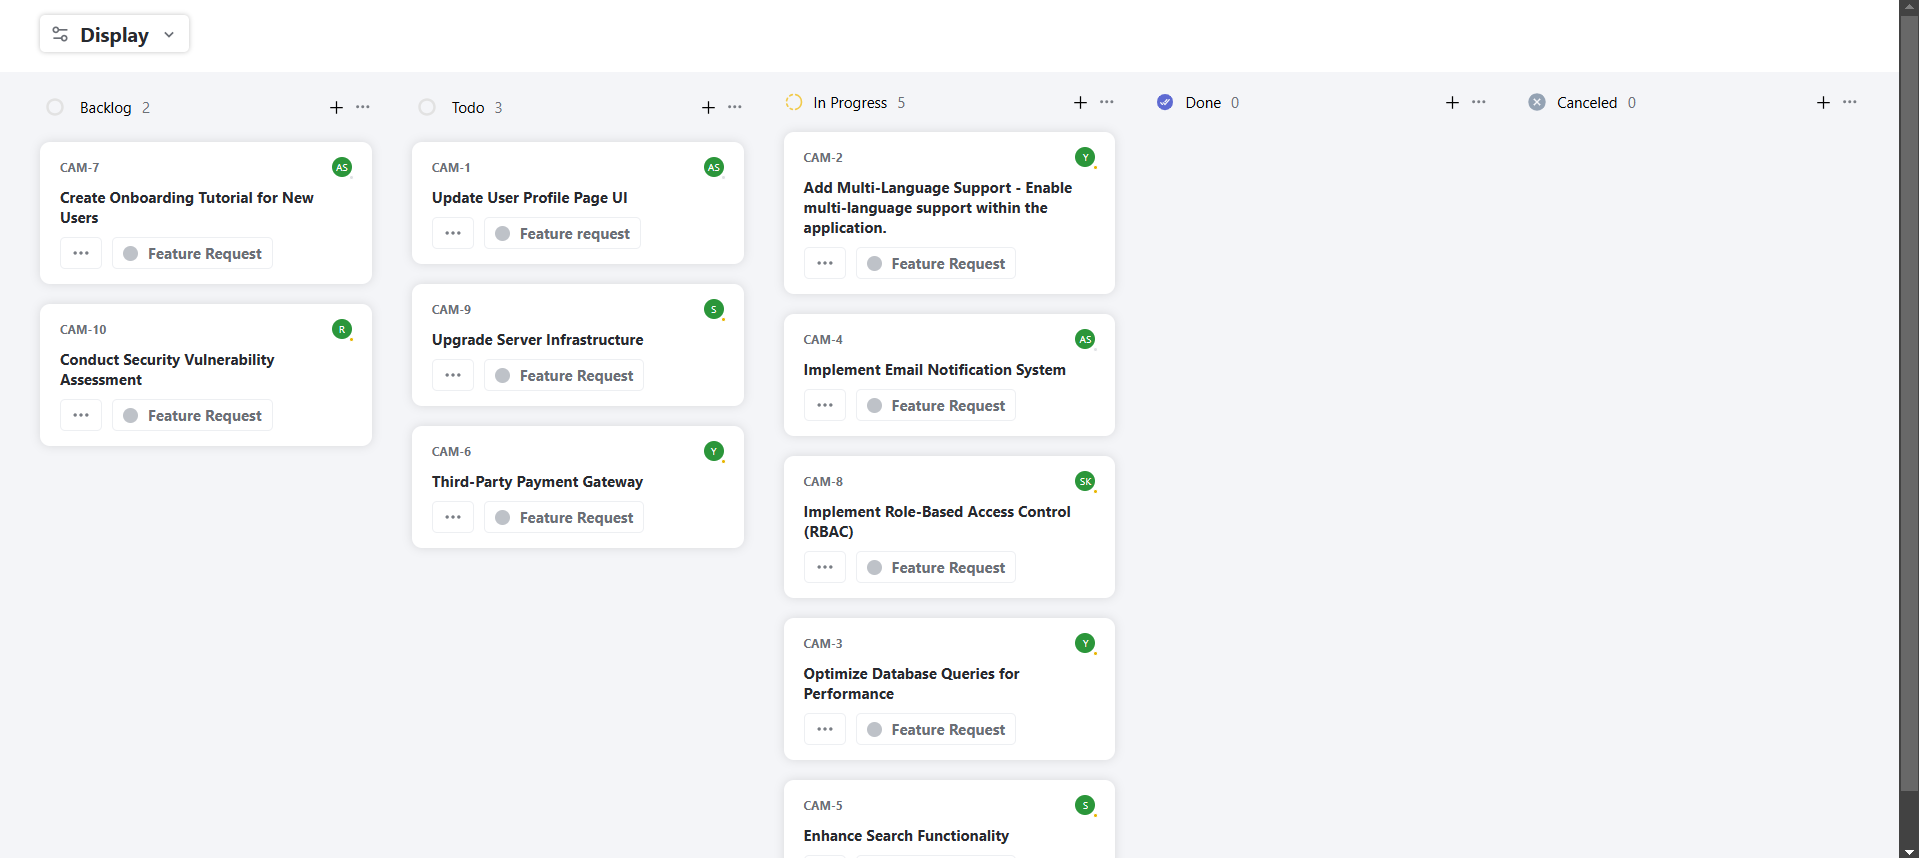 Display
Backlog 2
CAM-7
AS
Create Onboarding Tutorial for New
Users
Feature Request
CAM-10
R
Conduct Security Vulnerability
Assessment
Feature Request
Todo 3
CAM-1
AS
Update User Profile Page UI
Feature request
CAM-9
S
Upgrade Server Infrastructure
Feature Request
CAM-6
Y
Third-Party Payment Gateway
Feature Request
In Progress 5
CAM-2
Y
Add Multi-Language Support - Enable
multi-language support within the
application.
Feature Request
CAM-4
AS
Implement Email Notification System
Feature Request
CAM-8
SK
Implement Role-Based Access Control
(RBAC)
Feature Request
CAM-3
Y
Optimize Database Queries for
Performance
Feature Request
CAM-5
S
Enhance Search Functionality
Done 0
Canceled 0